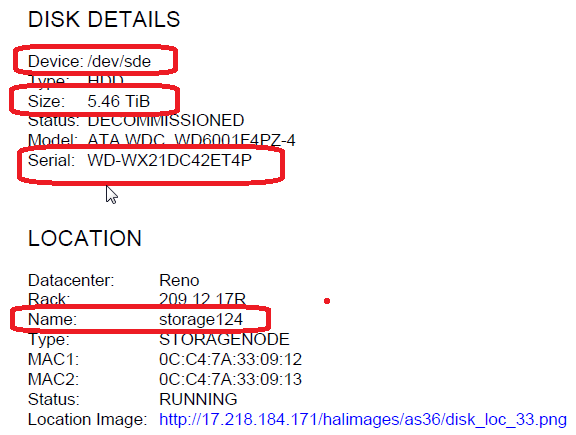 DISK DETAILS
Device: /dev/sde
Type: HDD
Size: 5.46 TiB
Status: DECOMMISSIONED
Model: ATA WDC_WD6001F4PZ-4
Serial: WD-WX21DC42ET4P
LOCATION
Datacenter: Reno
Rack: 209.12.17R
Name: storage124
Type: STORAGENODE
MAC1: 0C:C4:7A:33:09:12
MAC2: 0C:C4:7A:33:09:13
Status: RUNNING
Location Image: http://17.218.184.171/halimages/as36/disk_loc_33.png